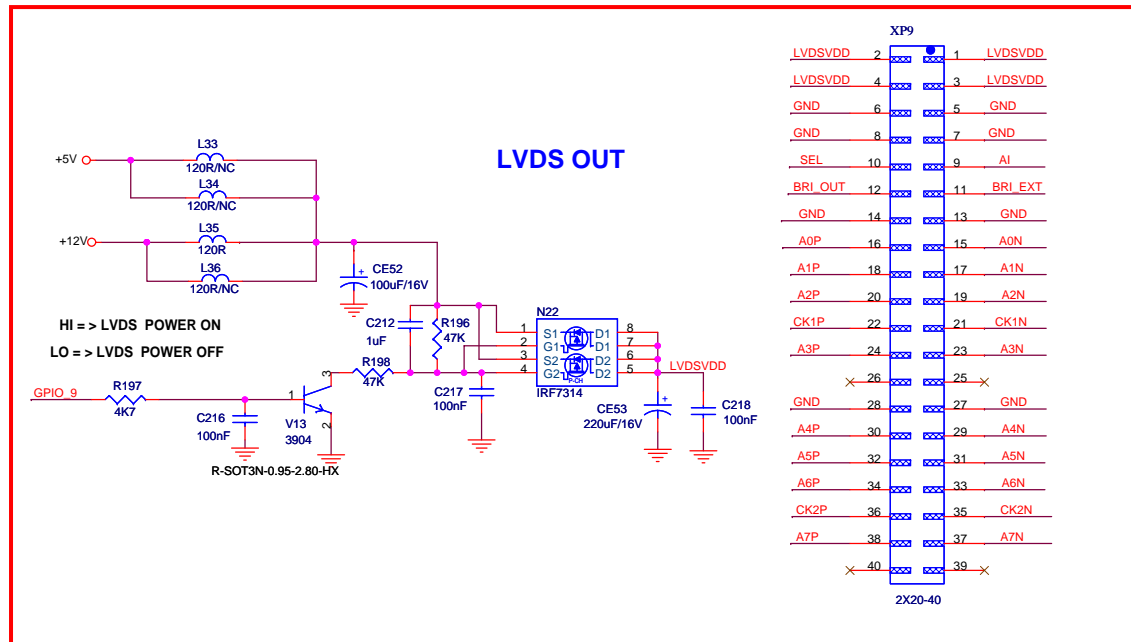 LVDS OUT
+5V
L33
120R/NC
L34
120R/NC
+12V
L35
120R
L36
120R/NC
CE52
100uF/16V
HI = > LVDS  POWER ON
LO = > LVDS  POWER OFF
C212
1uF
R196
47K
R198
47K
N22
1 S1 D1 8
2 G1 D1 7
3 S2 D2 6
4 G2 D2 5
P-CH
IRF7314
LVDSVDD
GPIO_9
R197
4K7
C216
100nF
1
3
2
V13
3904
C217
100nF
CE53
220uF/16V
C218
100nF
R-SOT3N-0.95-2.80-HX
XP9
LVDSVDD 2 1 LVDSVDD
LVDSVDD 4 3 LVDSVDD
GND 6 5 GND
GND 8 7 GND
SEL 10 9 AI
BRI_OUT 12 11 BRI_EXT
GND 14 13 GND
A0P 16 15 A0N
A1P 18 17 A1N
A2P 20 19 A2N
CK1P 22 21 CK1N
A3P 24 23 A3N
26 25
GND 28 27 GND
A4P 30 29 A4N
A5P 32 31 A5N
A6P 34 33 A6N
CK2P 36 35 CK2N
A7P 38 37 A7N
40 39
2X20-40